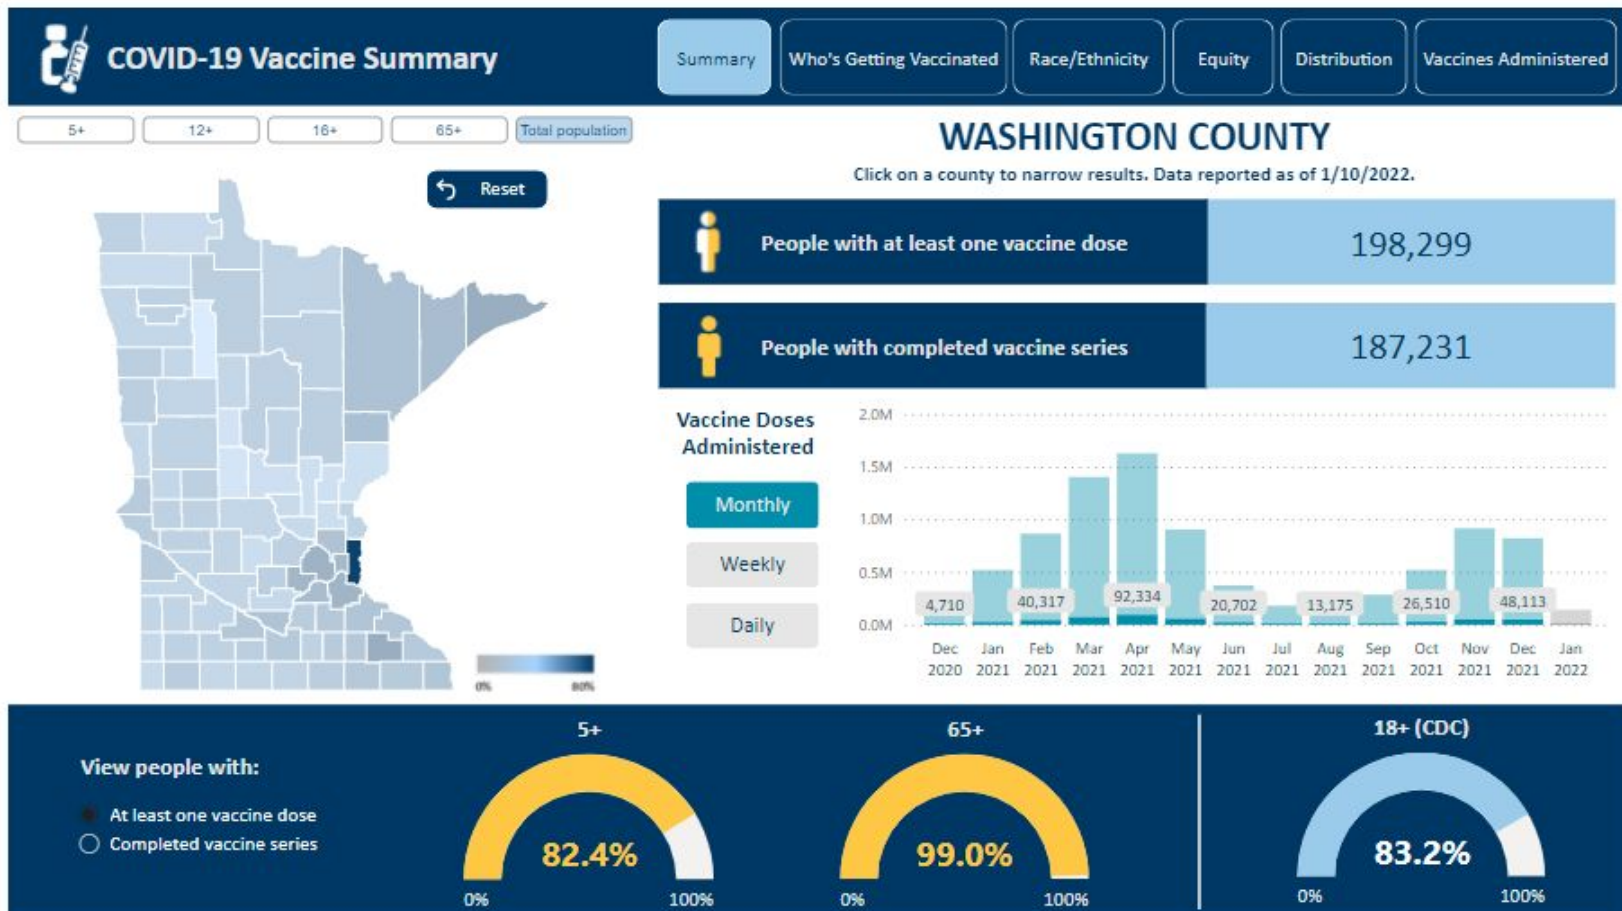 COVID-19 Vaccine Summary
Summary
Who's Getting Vaccinated
Race/Ethnicity
Equity
Distribution
Vaccines Administered
5+
12+
16+
65+
Total population
Reset
0%
80%
WASHINGTON COUNTY
Click on a county to narrow results. Data reported as of 1/10/2022.
People with at least one vaccine dose
198,299
People with completed vaccine series
187,231
Vaccine Doses
Administered
Monthly
Weekly
Daily
2.0M
1.5M
1.0M
0.5M
0.0M
4,710
40,317
92,334
20,702
13,175
26,510
48,113
Dec Jan Feb Mar Apr May Jun Jul Aug Sep Oct Nov Dec Jan
2020 2021 2021 2021 2021 2021 2021 2021 2021 2021 2021 2021 2021 2022
View people with:
At least one vaccine dose
Completed vaccine series
5+
82.4%
0% 100%
65+
99.0%
0% 100%
18+ (CDC)
83.2%
0% 100%